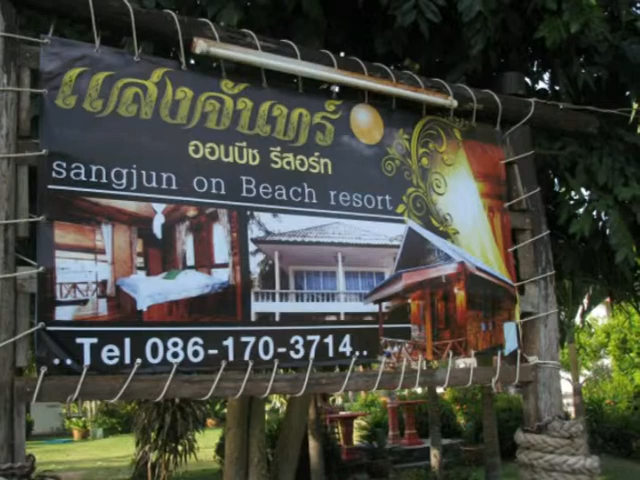 แสงจันทร์
ออนบีช รีสอร์ท
sangjun on Beach resort
..Tel.086-170-3714..